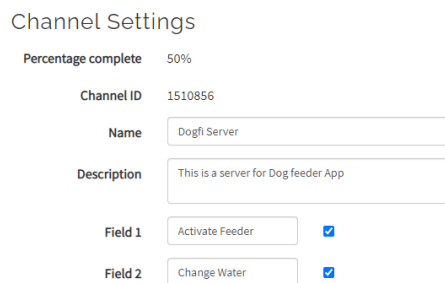 Channel Settings
Percentage complete 50%
Channel ID 1510856
Name Dogfi Server
Description This is a server for Dog feeder App
Field 1 Activate Feeder
Field 2 Change Water